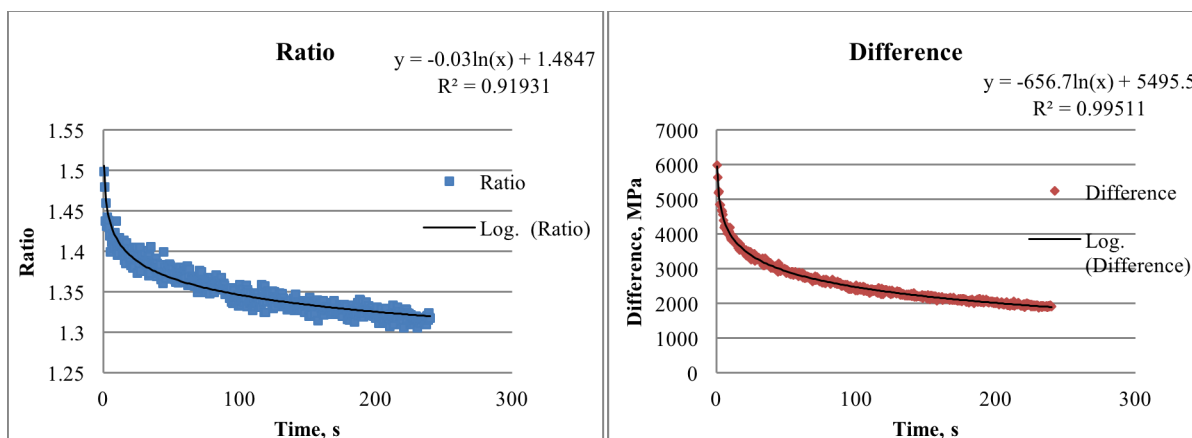 Ratio
y = -0.03ln(x) + 1.4847
R² = 0.91931
1.55
1.5
1.45
1.4
1.35
1.3
1.25
0
100
200
300
Ratio
Time, s
Ratio
Log. (Ratio)
Difference
y = -656.7ln(x) + 5495.5
R² = 0.99511
7000
6000
5000
4000
3000
2000
1000
0
0
100
200
300
Difference, MPa
Time, s
Difference
Log.
(Difference)